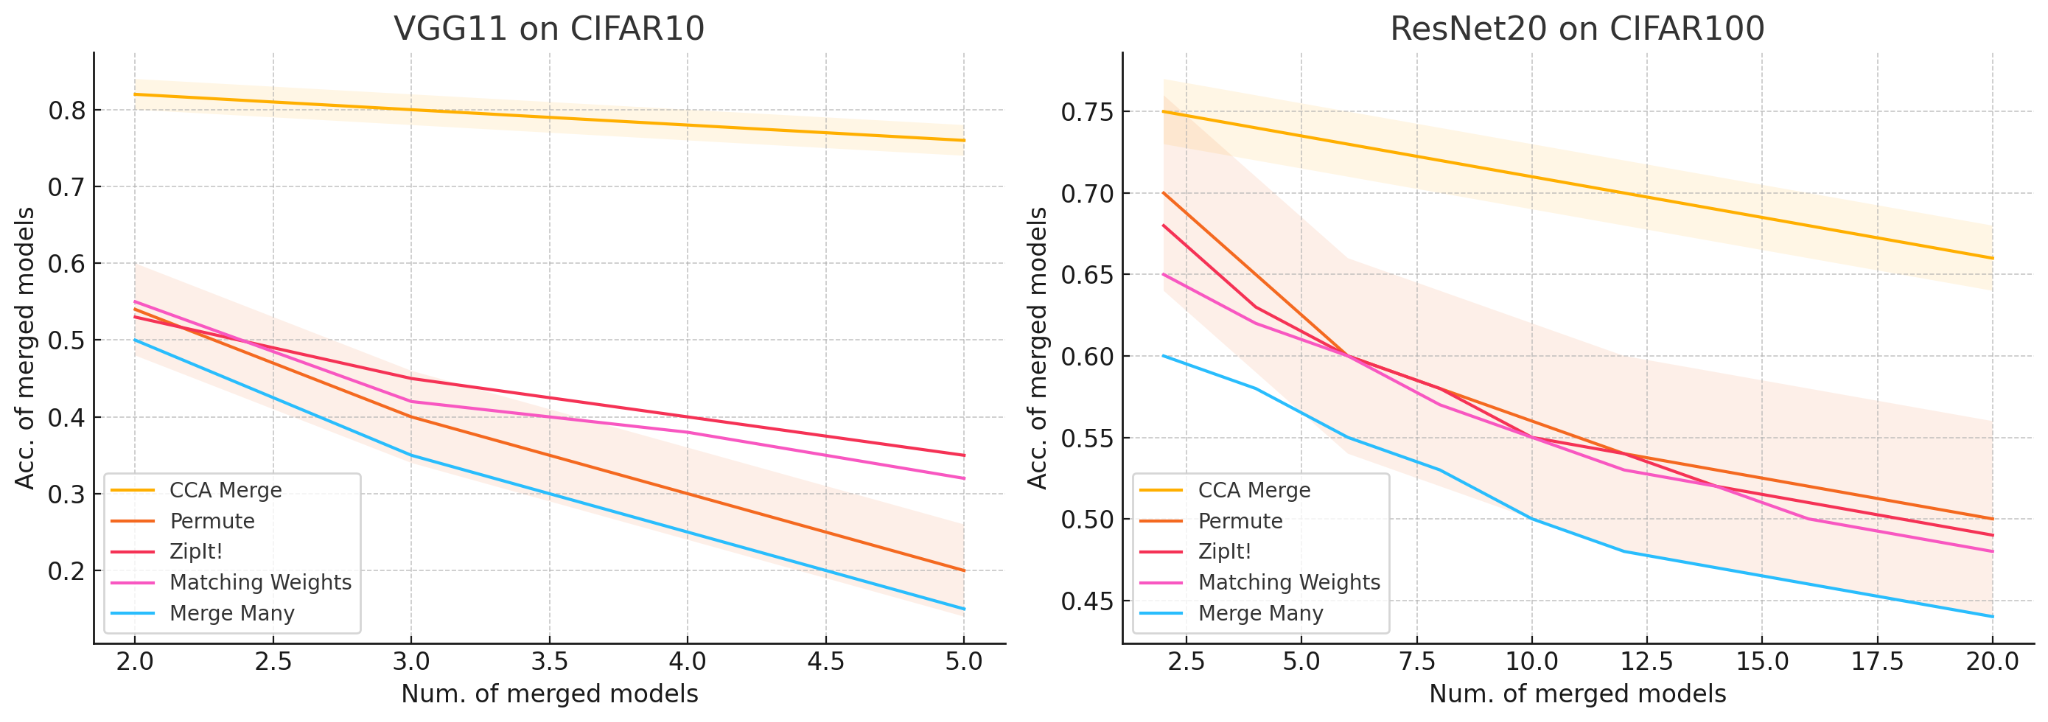 VGG11 on CIFAR10
Acc. of merged models
0.8
0.7
0.6
0.5
0.4
0.3
0.2
CCA Merge
Permute
ZipIt!
Matching Weights
Merge Many
2.0 2.5 3.0 3.5 4.0 4.5 5.0
Num. of merged models
ResNet20 on CIFAR100
Acc. of merged models
0.75
0.70
0.65
0.60
0.55
0.50
0.45
CCA Merge
Permute
ZipIt!
Matching Weights
Merge Many
2.5 5.0 7.5 10.0 12.5 15.0 17.5 20.0
Num. of merged models